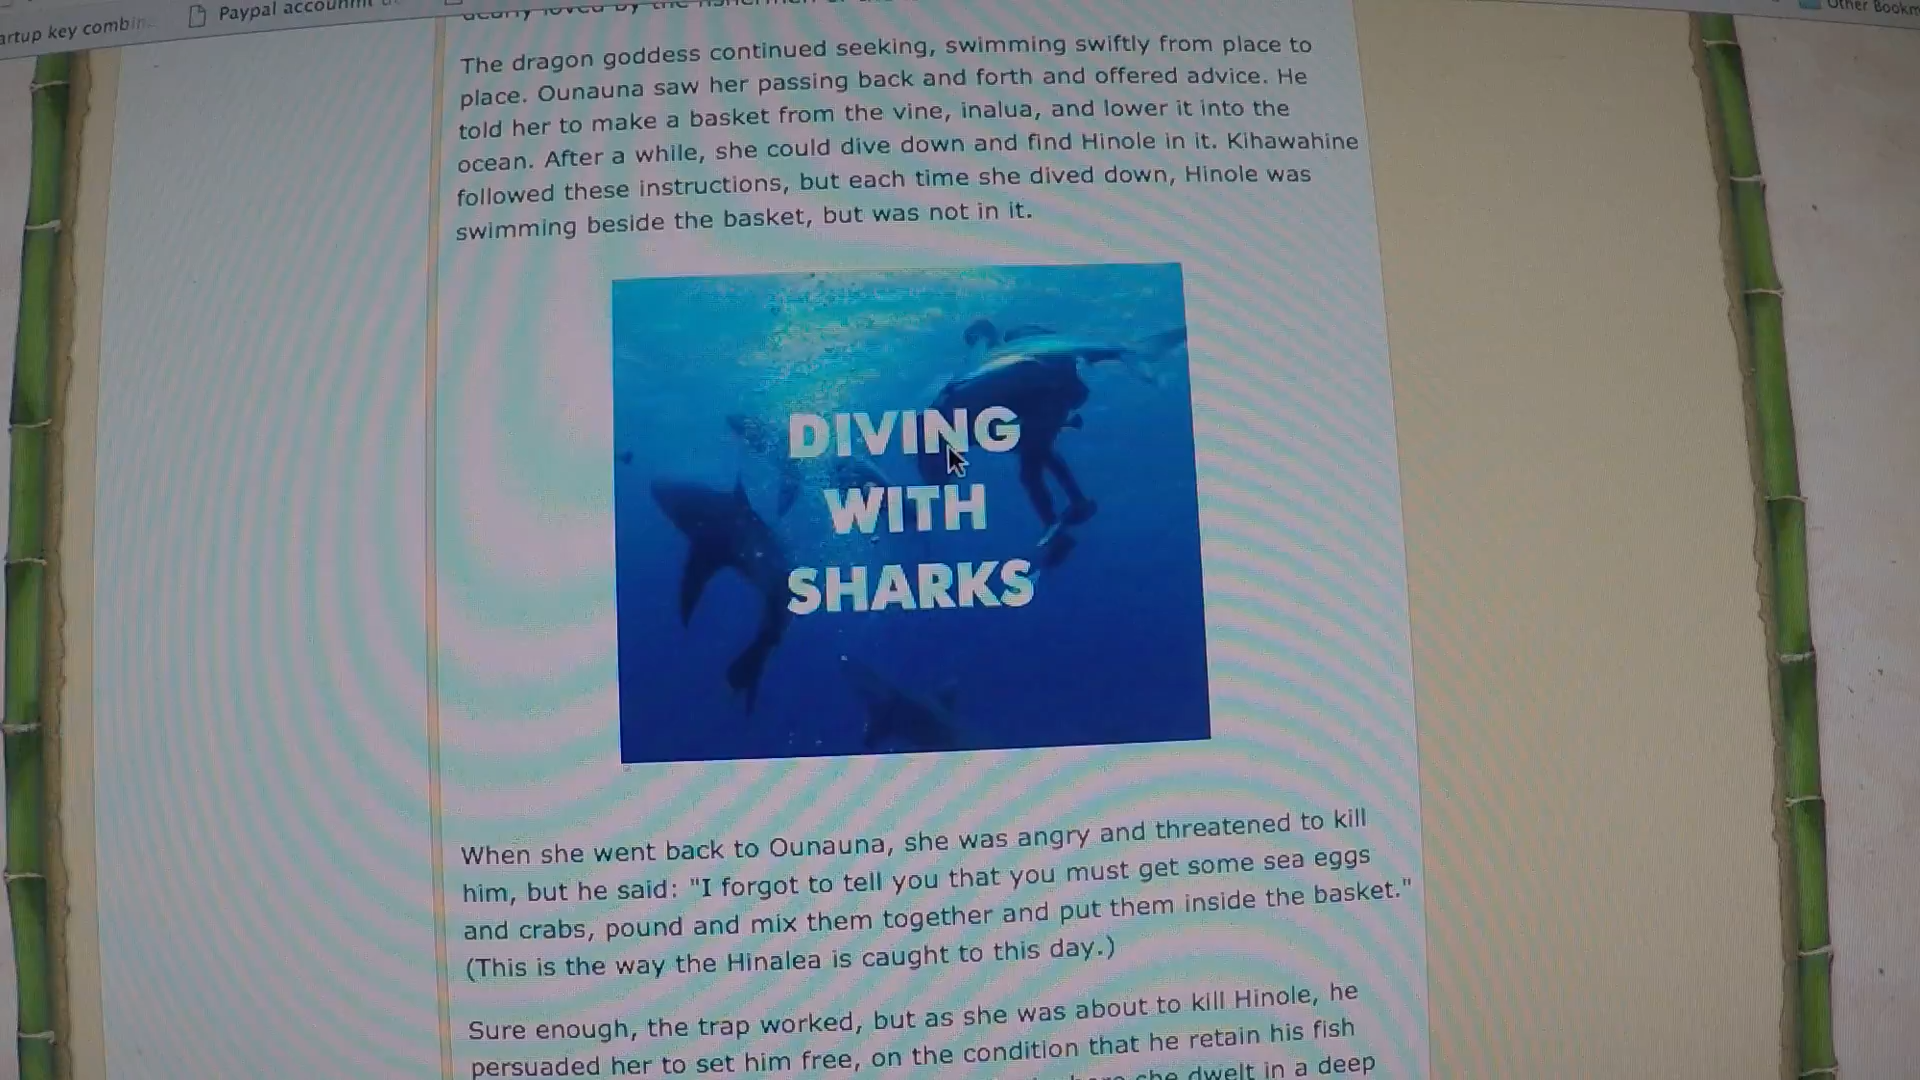 artup key combin
Paypal
Other Bookm
The dragon goddess continued seeking, swimming swiftly from place to
place. Ounauna saw her passing back and forth and offered advice. He
told her to make a basket from the vine, inalua, and lower it into the
ocean. After a while, she could dive down and find Hinole in it. Kihawahine
followed these instructions, but each time she dived down, Hinole was
swimming beside the basket, but was not in it.
DIVING
WITH
SHARKS
When she went back to Ounauna, she was angry and threatened to kill
him, but he said: "I forgot to tell you that you must get some sea eggs
and crabs, pound and mix them together and put them inside the basket."
(This is the way the Hinalea is caught to this day.)
Sure enough, the trap worked, but as she was about to kill Hinole, he
persuaded her to set him free, on the condition that he retain his fish
she dwelt in a deep